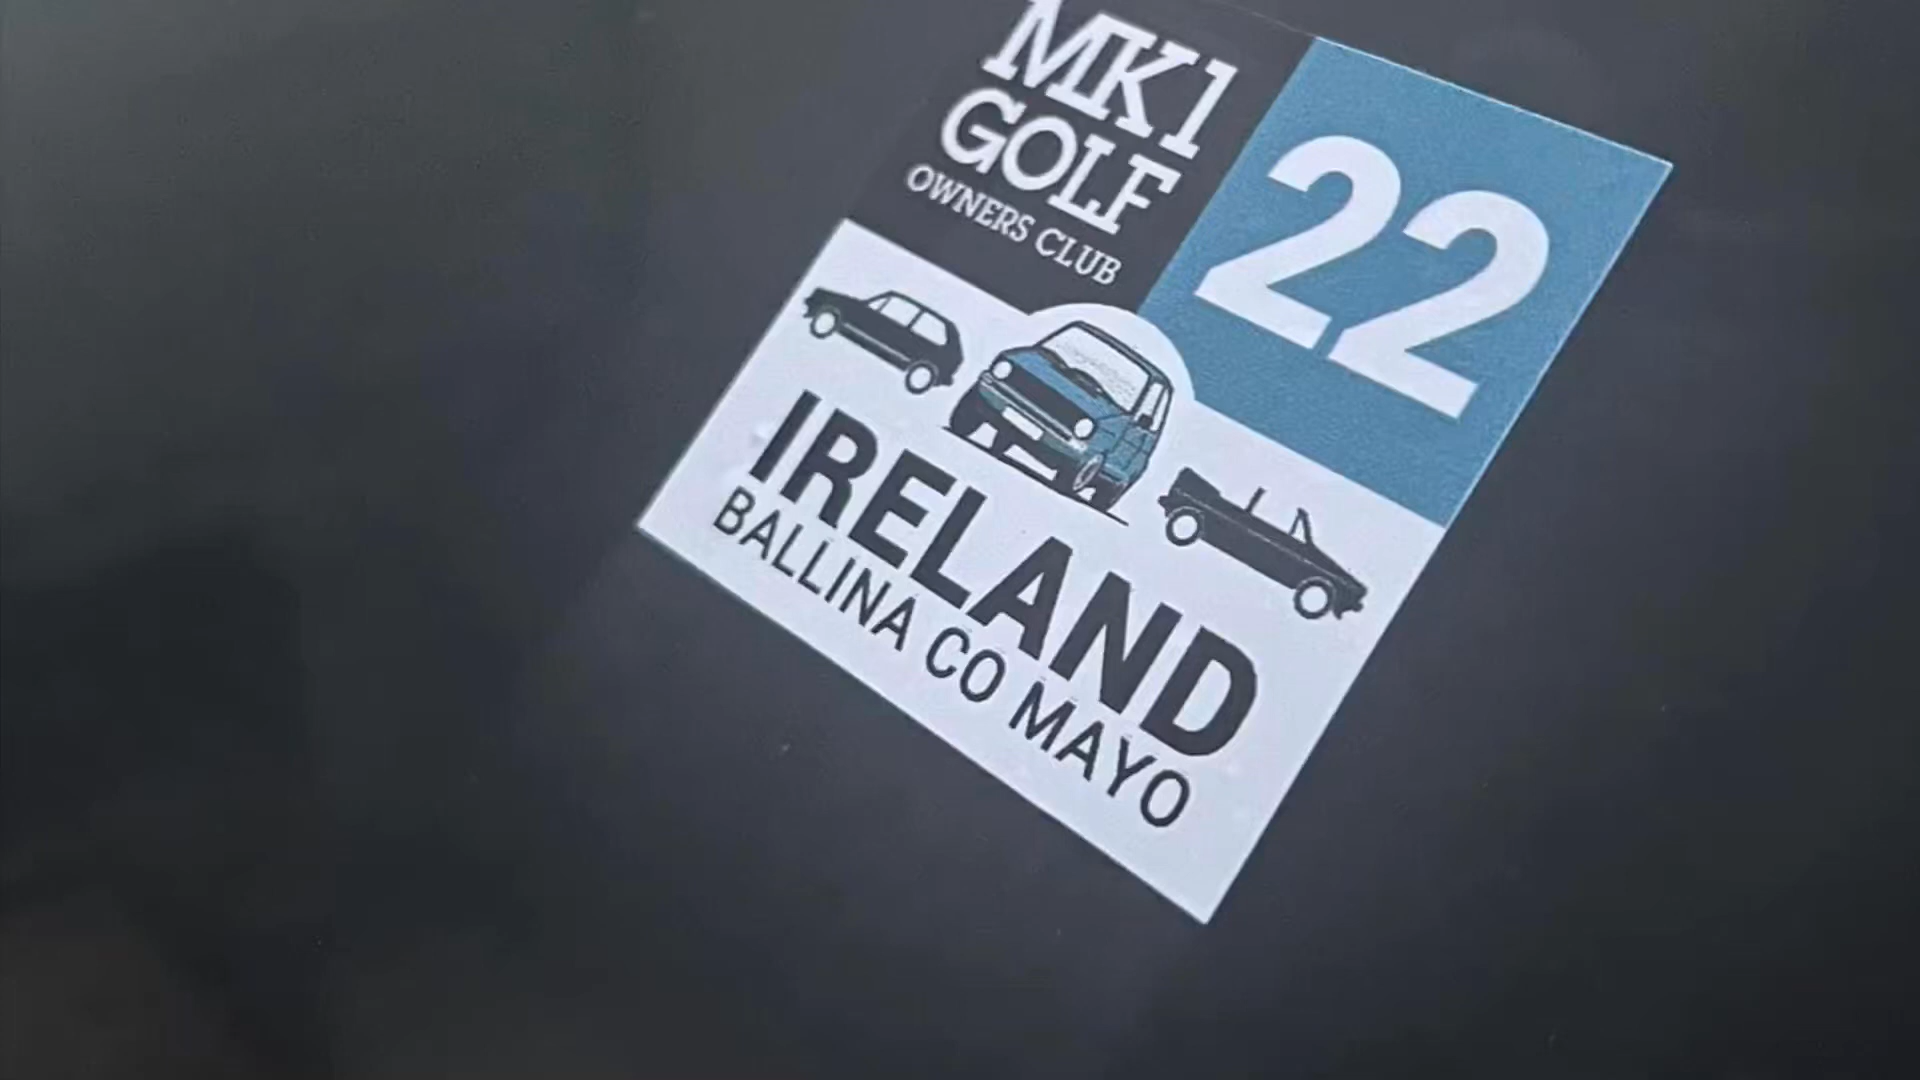 MK1
GOLF
OWNERS CLUB
22
IRELAND
BALLINA CO MAYO